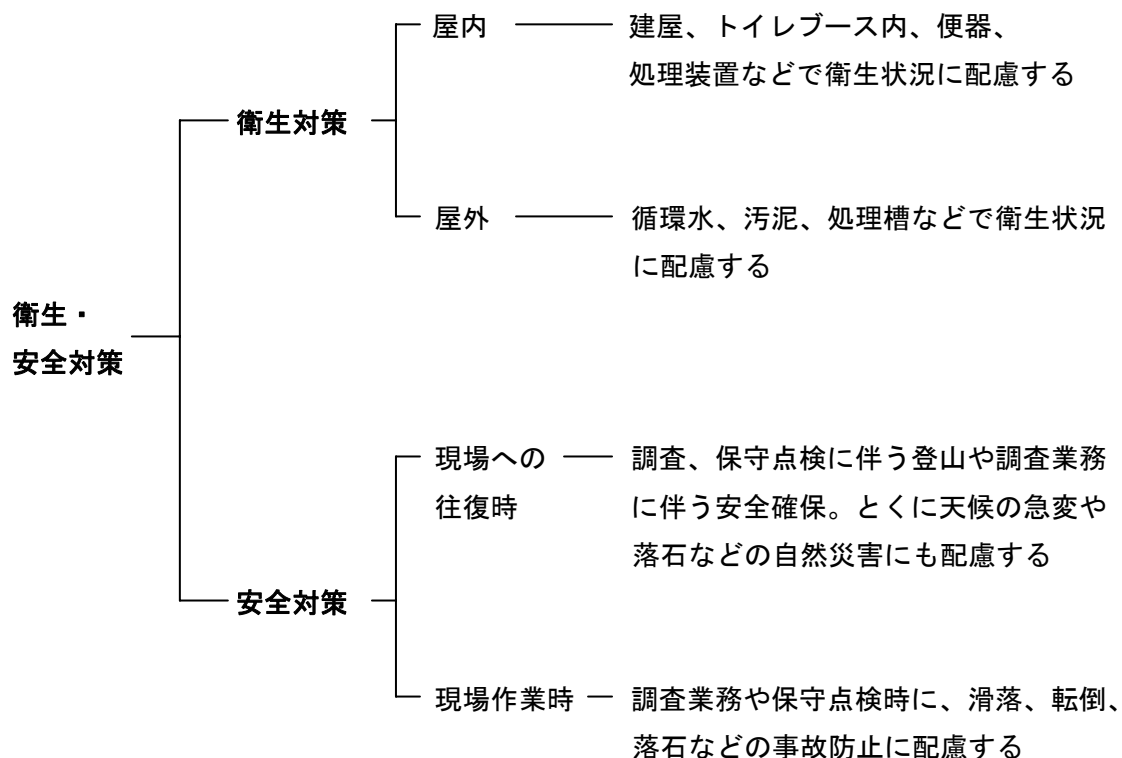 屋内
建屋、トイレブース内、便器、
処理装置などで衛生状況に配慮する
衛生対策
屋外
循環水、汚泥、処理槽などで衛生状況
に配慮する
衛生・
安全対策
現場への
往復時
調査、保守点検に伴う登山や調査業務
に伴う安全確保。とくに天候の急変や
落石などの自然災害にも配慮する
安全対策
現場作業時
調査業務や保守点検時に、滑落、転倒、
落石などの事故防止に配慮する